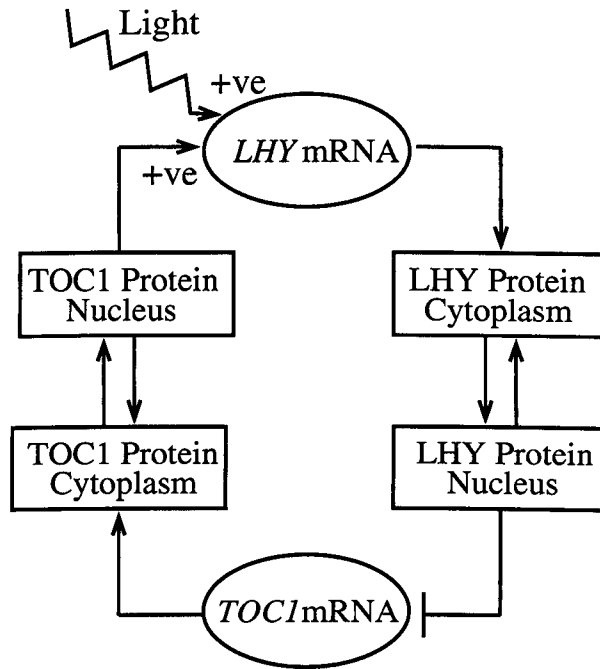 Light
+ve
LHY mRNA
+ve
TOC1 Protein
Nucleus
LHY Protein
Cytoplasm
TOC1 Protein
Cytoplasm
LHY Protein
Nucleus
TOC1 mRNA